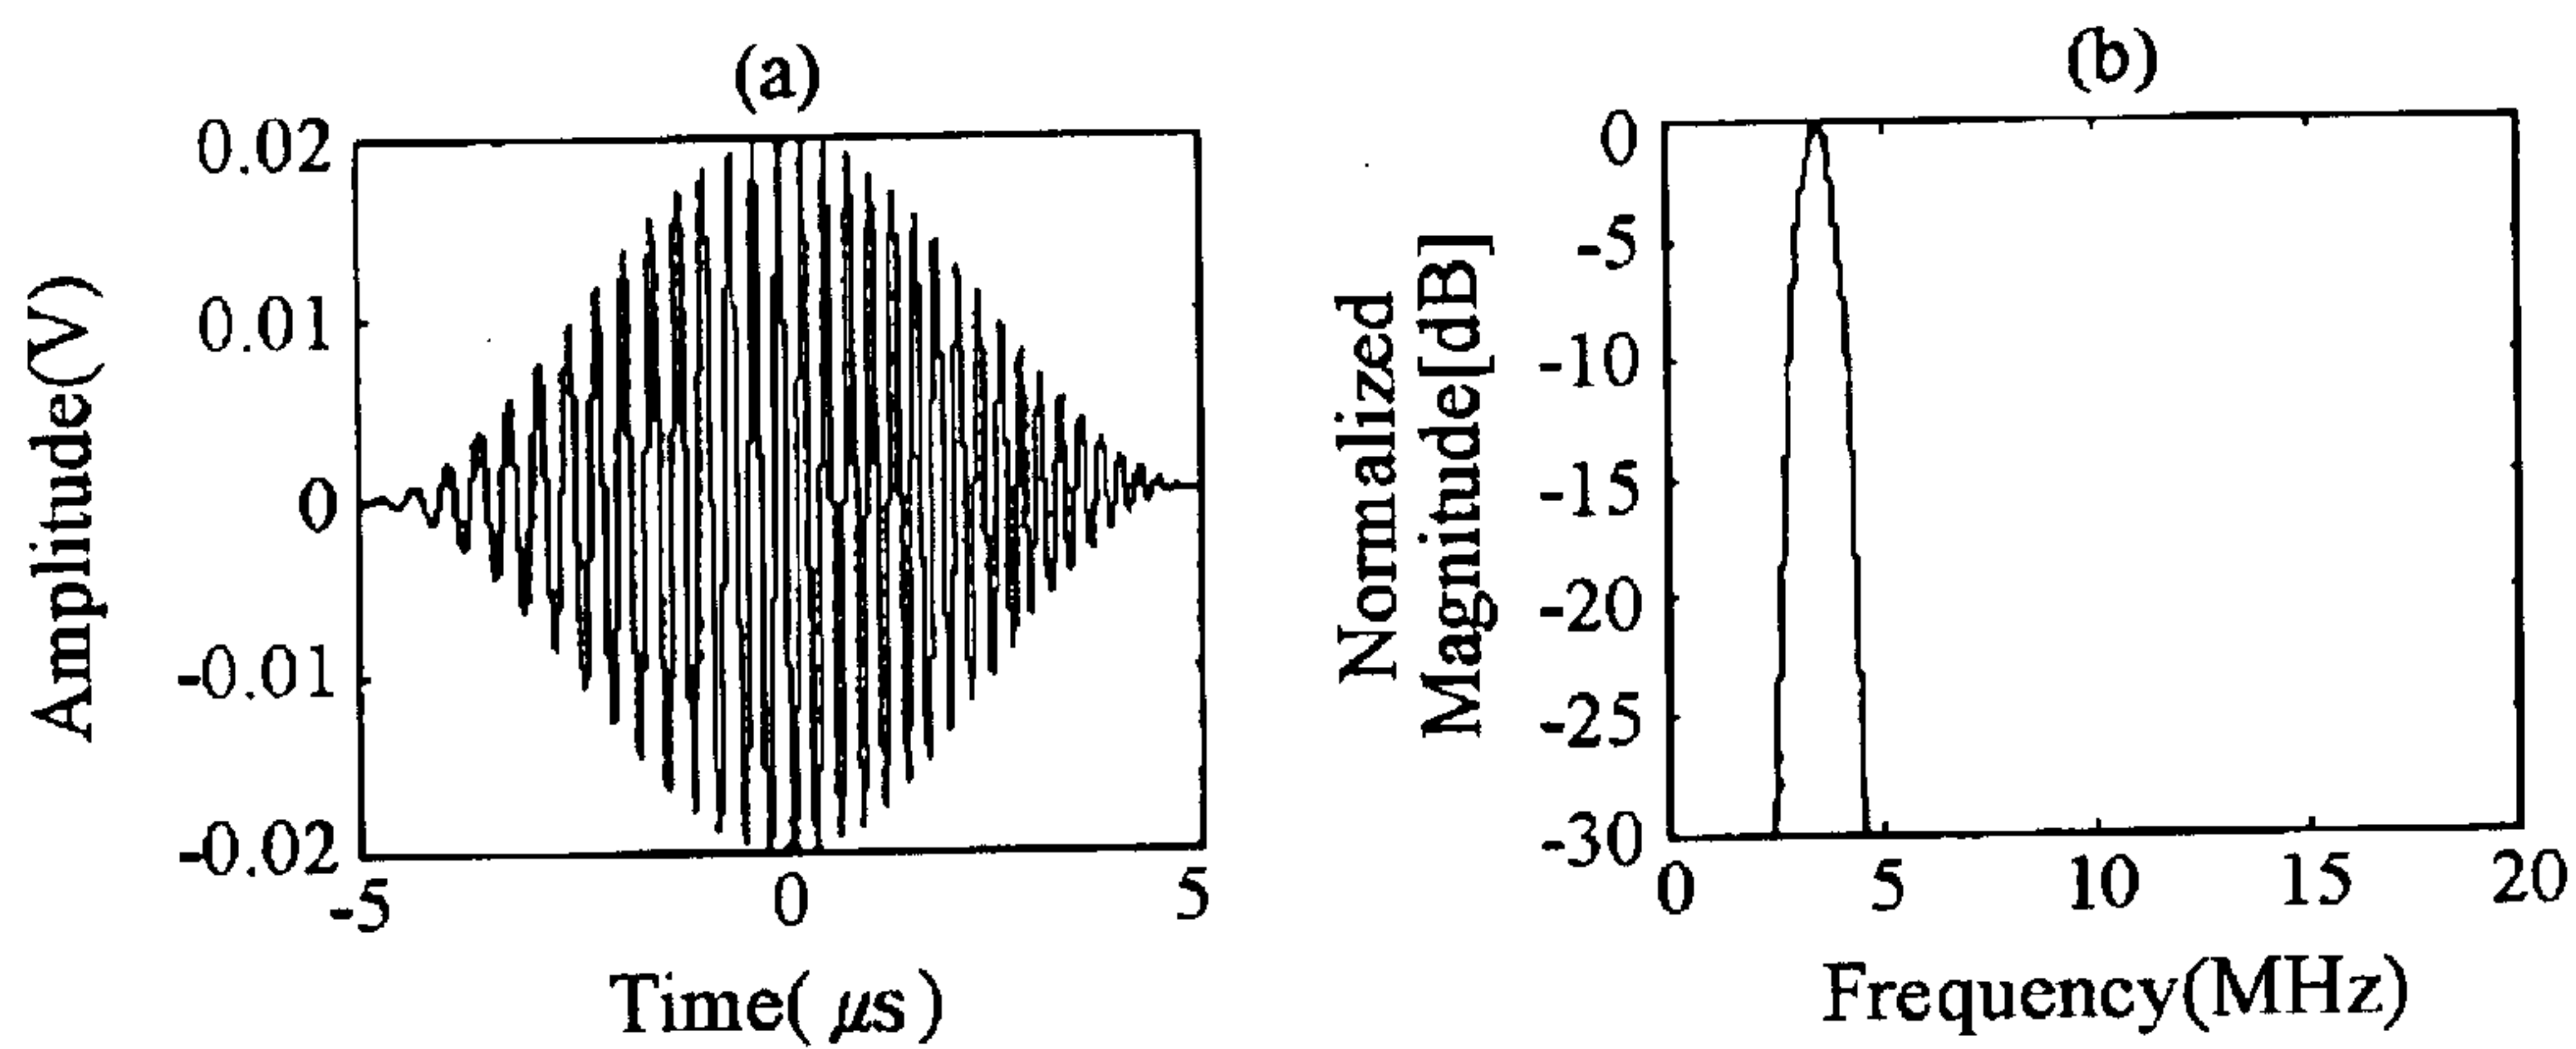 (a)
0.02
0.01
0
-0.01
-0.02
-5
0
5
Amplitude(V)
Time(μs)
(b)
0
-5
-10
-15
-20
-25
-30
0
5
10
15
20
Normalized
Magnitude[dB]
Frequency(MHz)